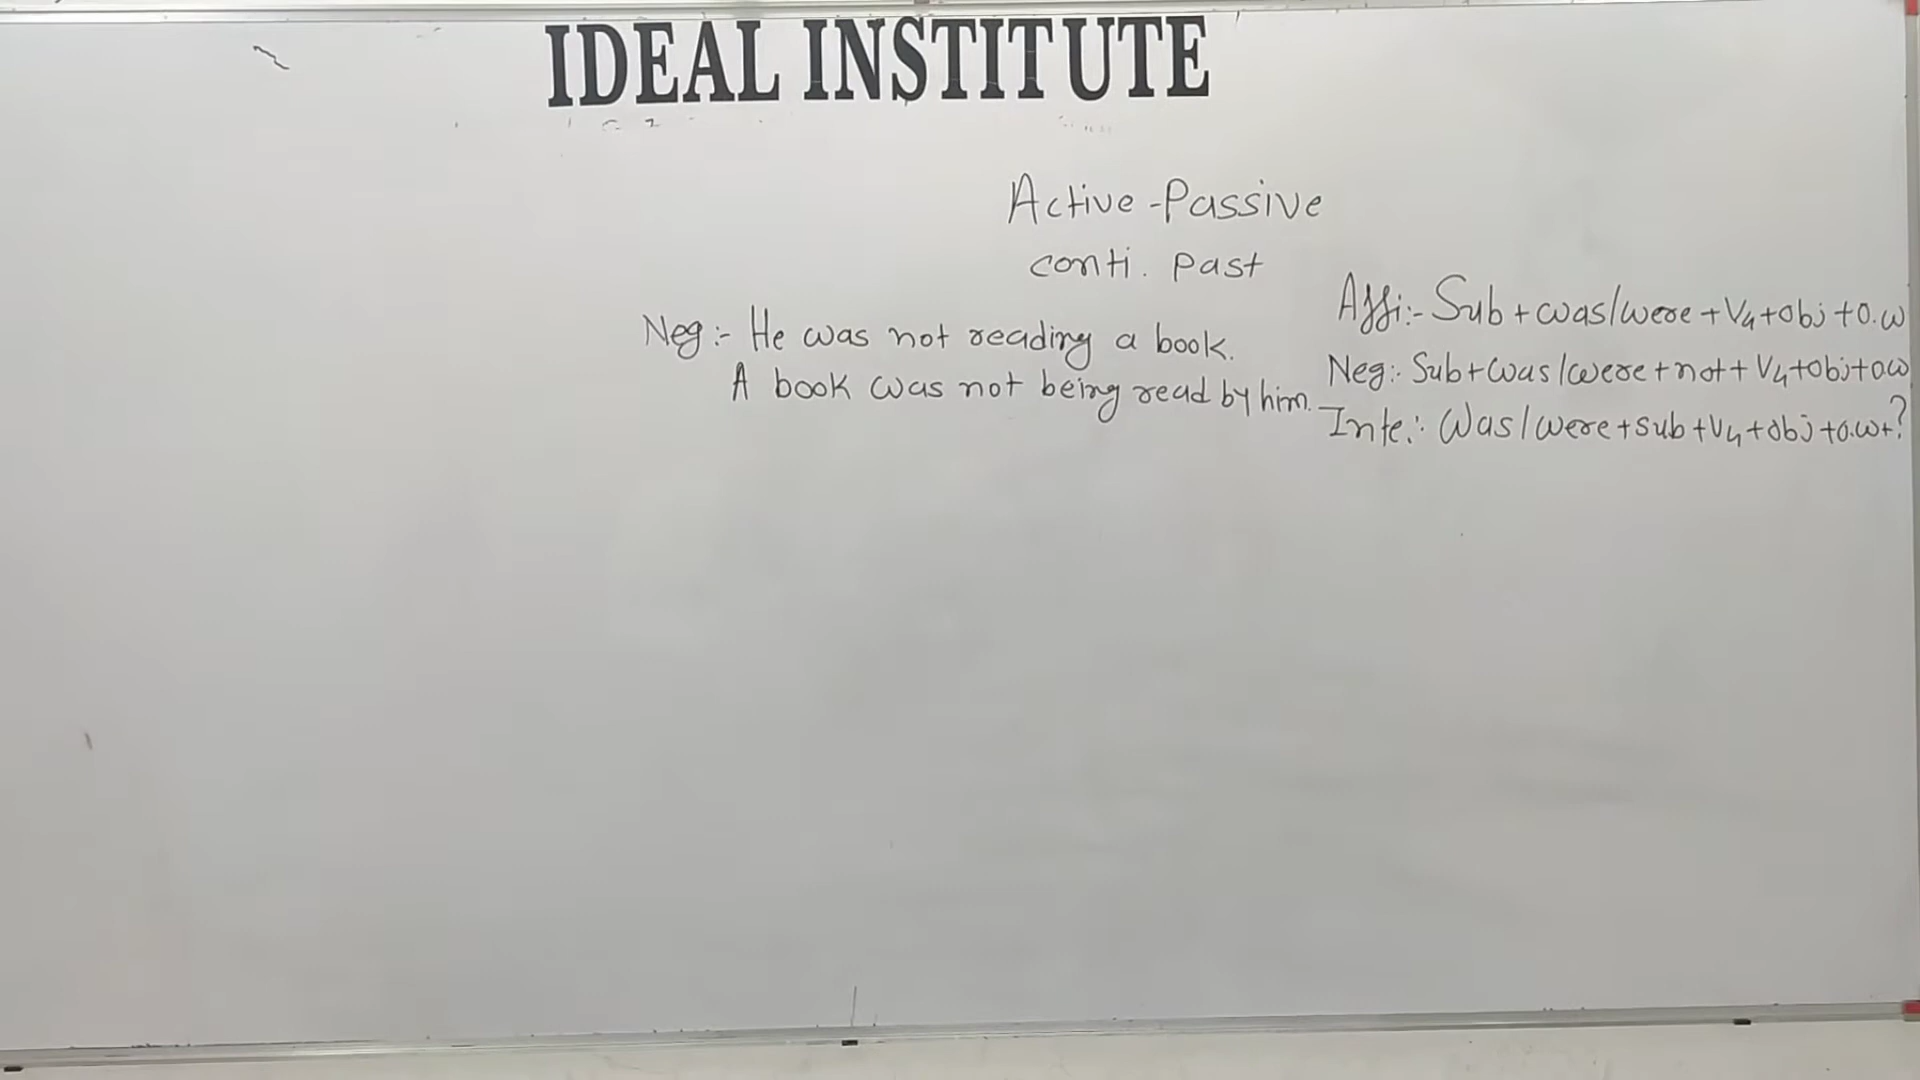 IDEAL INSTITUTE
Active - Passive
conti. past
Neg :- He was not reading a book.
A book was not being read by him.
Affi:- Sub + was/were + V4 + obj + o.w
Neg:- Sub + was/were + not + V4 + obj + o.w
Inte.:- Was/were + sub + V4 + obj + o.w + ?